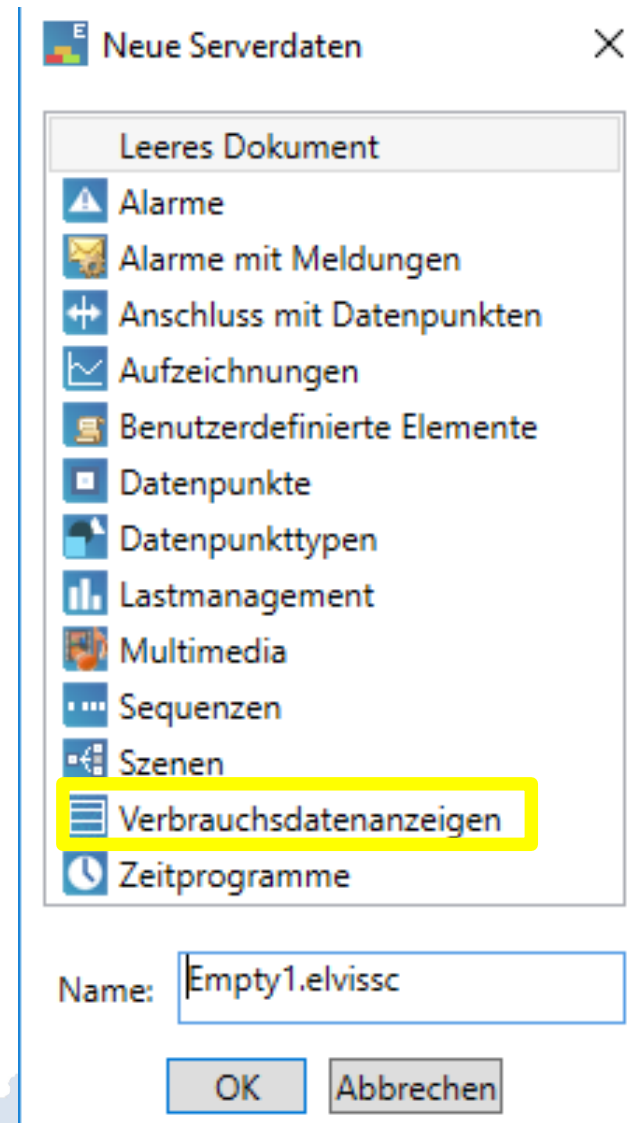 E
Neue Serverdaten
Leeres Dokument
Alarme
Alarme mit Meldungen
Anschluss mit Datenpunkten
Aufzeichnungen
Benutzerdefinierte Elemente
Datenpunkte
Datenpunkttypen
Lastmanagement
Multimedia
Sequenzen
Szenen
Verbrauchsdatenanzeigen
Zeitprogramme
Name: Empty1.elvissc
OK Abbrechen